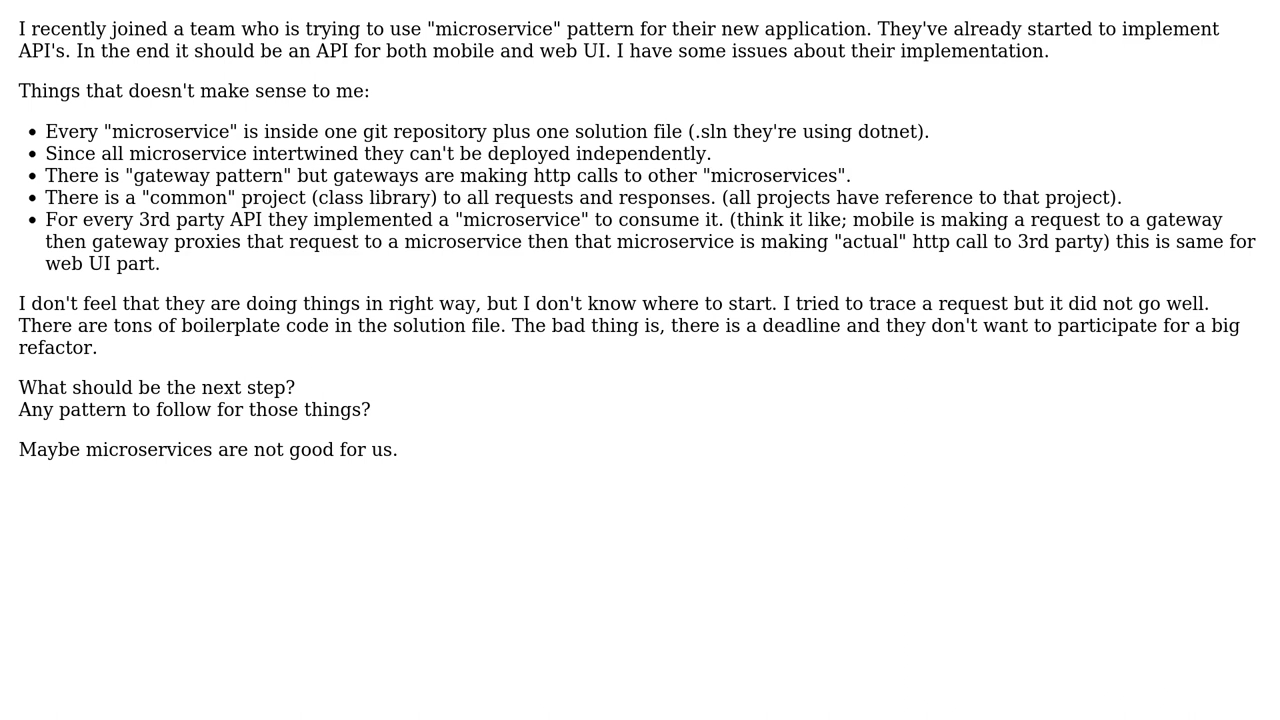 I recently joined a team who is trying to use "microservice" pattern for their new application. They've already started to implement
API's. In the end it should be an API for both mobile and web UI. I have some issues about their implementation.
Things that doesn't make sense to me:
• Every "microservice" is inside one git repository plus one solution file (.sln they're using dotnet).
• Since all microservice intertwined they can't be deployed independently.
• There is "gateway pattern" but gateways are making http calls to other "microservices".
• There is a "common" project (class library) to all requests and responses. (all projects have reference to that project).
• For every 3rd party API they implemented a "microservice" to consume it. (think it like; mobile is making a request to a gateway
then gateway proxies that request to a microservice then that microservice is making "actual" http call to 3rd party) this is same for
web UI part.
I don't feel that they are doing things in right way, but I don't know where to start. I tried to trace a request but it did not go well.
There are tons of boilerplate code in the solution file. The bad thing is, there is a deadline and they don't want to participate for a big
refactor.
What should be the next step?
Any pattern to follow for those things?
Maybe microservices are not good for us.